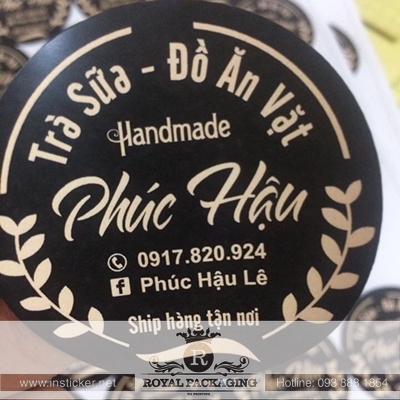 Trà Sữa - Đồ Ăn Vặt
Handmade
Phúc Hậu
0917.820.924
Phúc Hậu Lê
Ship hàng tận nơi
R
ROYAL PACKAGING
www.insticker.net
Hotline: 093 888 1854